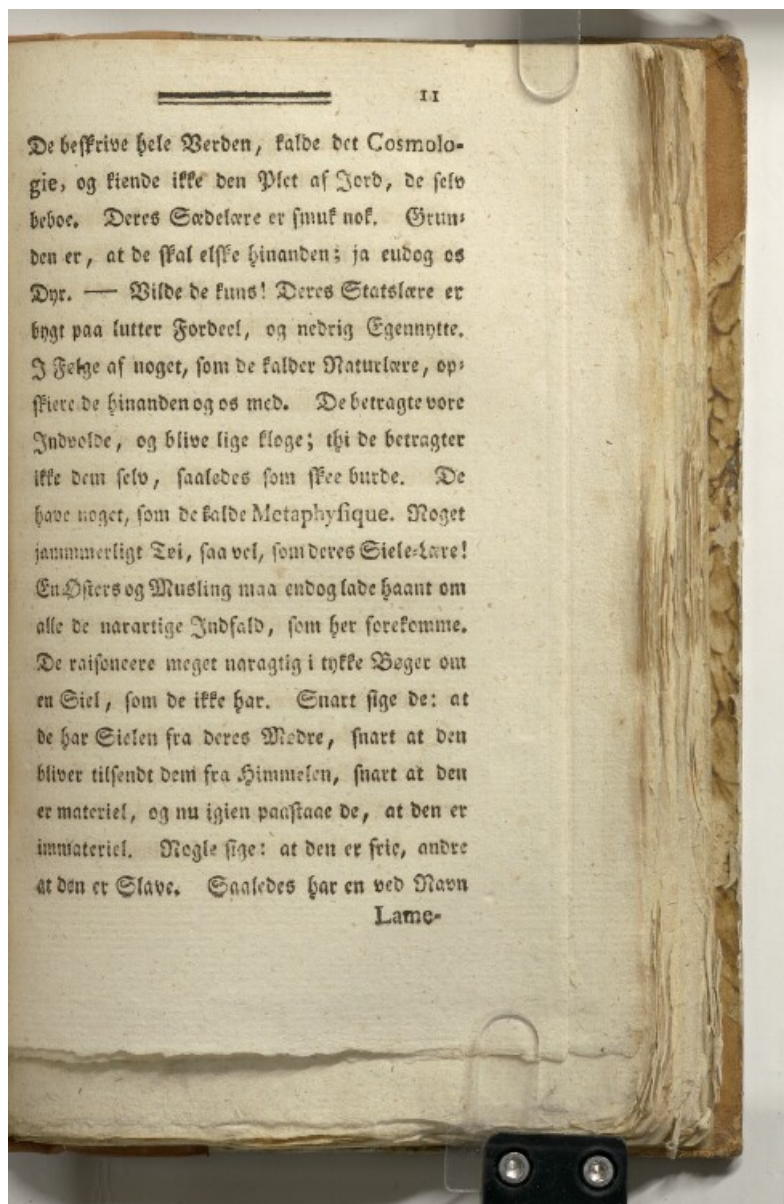 11
De beskrive hele Verden, kalde det Cosmolo-
gie, og kiende ikke den Plet af Jord, de selv
beboe. Deres Sædelære er smuk nok. Grun-
den er, at de skal elske hinanden; ja eudog os
Dyr. — Vilde de kuns! Deres Statslære er
bygt paa lutter Fordeel, og nedrig Egennytte.
I Følge af noget, som de kalder Naturlære, op-
skiere de hinanden og os med. De betragte vore
Indvolde, og blive lige kloge; thi de betragter
ikke dem selv, saaledes som skee burde. De
have noget, som de kalde Metaphysique. Noget
jammmerligt Tøi, saa vel, som deres Siele-Lære!
En Østers og Musling maa endog lade haant om
alle de narartige Indfald, som her forekomme.
De raisonere meget naragtig i tykke Bøger om
en Siel, som de ikke har. Snart sige de: at
de har Sielen fra deres Mødre, snart at den
bliver tilsendt dem fra Himmelen, snart at den
er materiel, og nu igien paastaae de, at den er
immateriel. Nogle sige: at den er frie, andre
at den er Slave. Saaledes har en ved Navn
Lame-